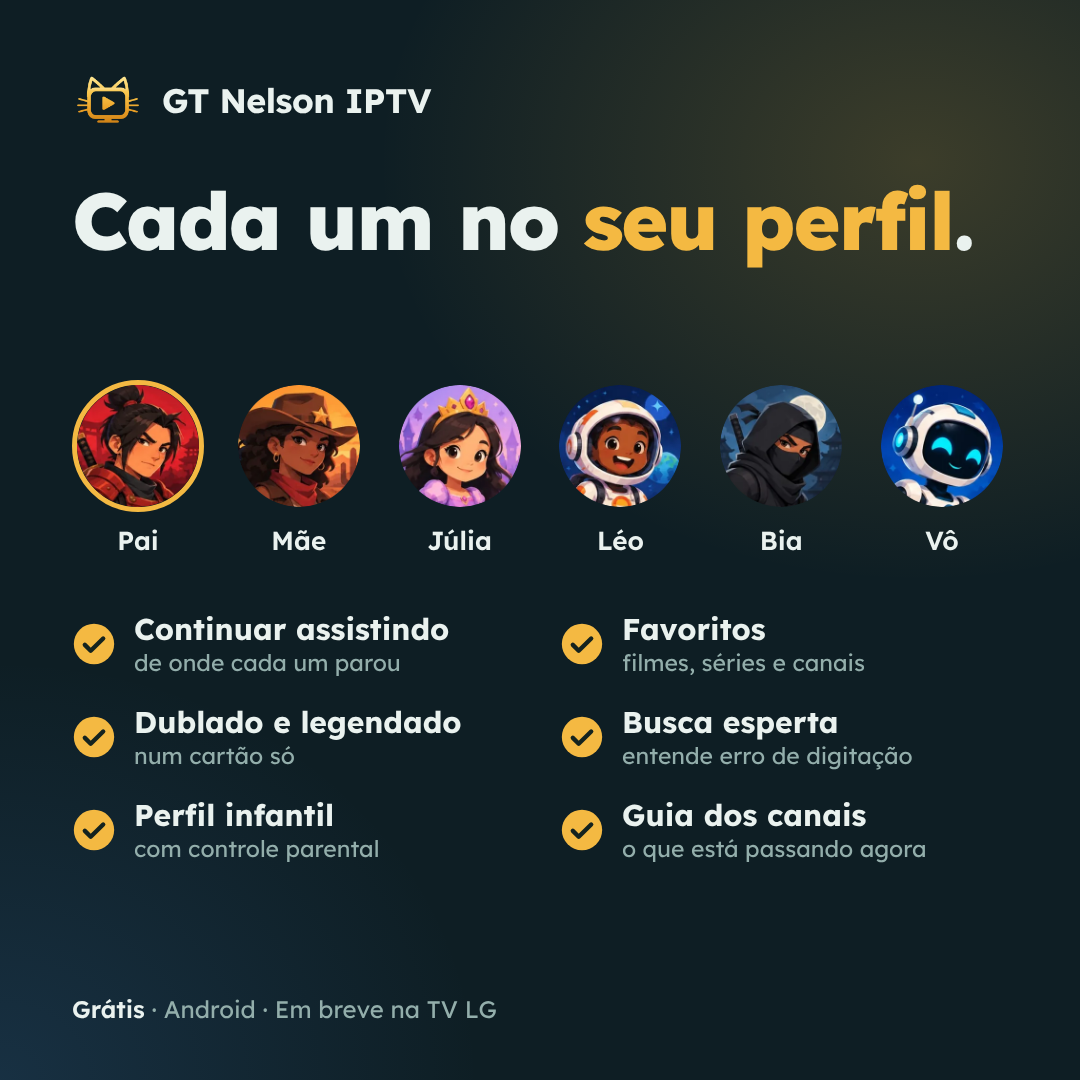 GT Nelson IPTV
Cada um no seu perfil.
Pai
Mãe
Júlia
Léo
Bia
Vô
Continuar assistindo
de onde cada um parou
Favoritos
filmes, séries e canais
Dublado e legendado
num cartão só
Busca esperta
entende erro de digitação
Perfil infantil
com controle parental
Guia dos canais
o que está passando agora
Grátis · Android · Em breve na TV LG